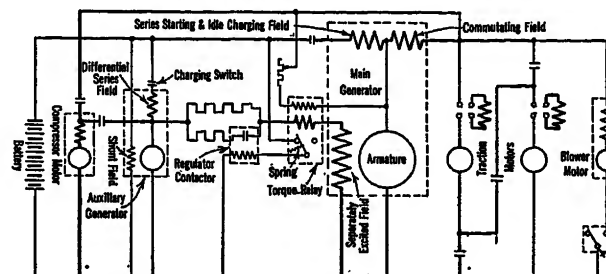 Series Starting & Idle Charging Field
Commutating Field
Differential
Series
Field
Charging Switch
Main
Generator
Compressor Motor
Battery
Shunt Field
Auxiliary
Generator
Regulator
Contactor
Spring
Torque Relay
Separately
Excited Field
Armature
Traction
Motors
Blower
Motor